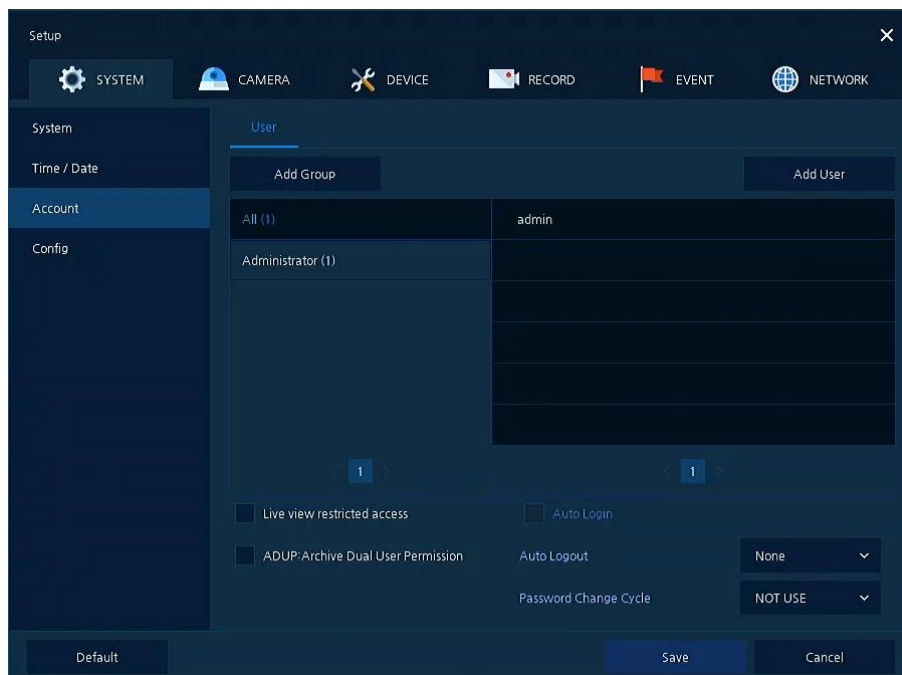 Setup
SYSTEM CAMERA DEVICE RECORD EVENT NETWORK
System
Time / Date
Account
Config
User
Add Group Add User
All (1)
Administrator (1)
admin
1 1
Live view restricted access Auto Login
ADUP:Archive Dual User Permission Auto Logout None
Password Change Cycle NOT USE
Default Save Cancel